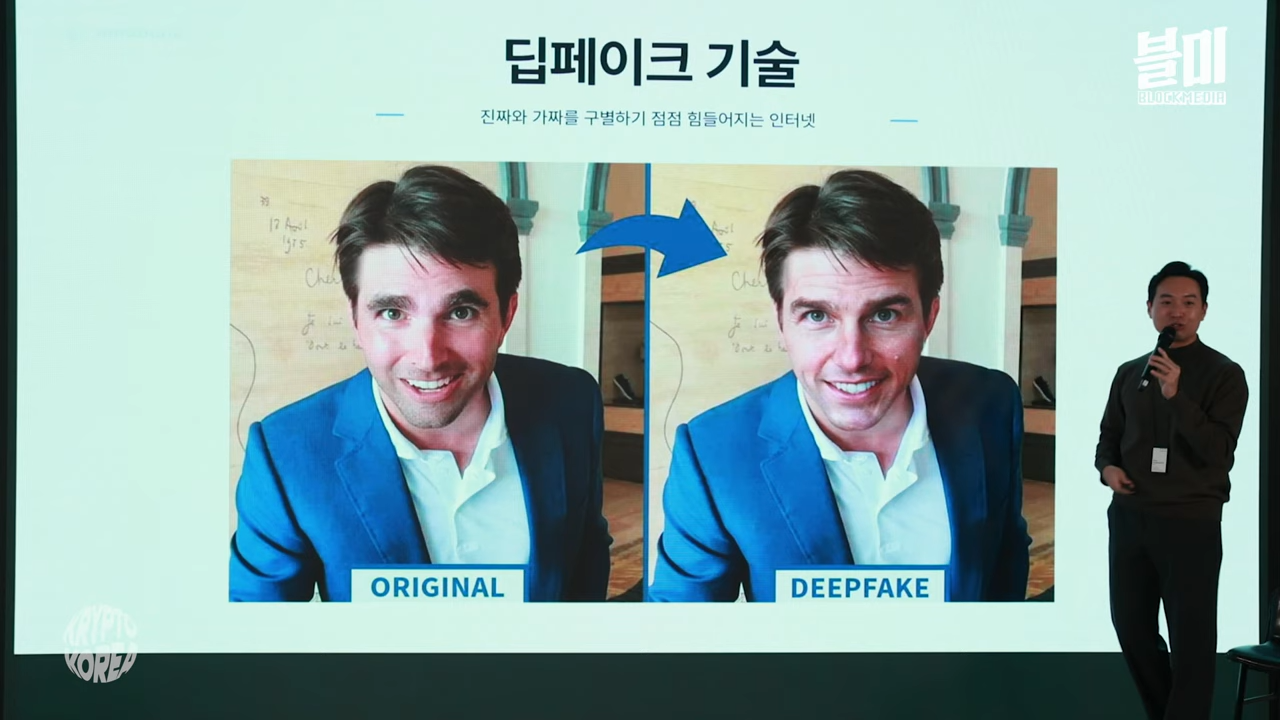 딥페이크 기술
블미
BLOCKMEDIA
진짜와 가짜를 구별하기 점점 힘들어지는 인터넷
ORIGINAL
DEEPFAKE
KRYPTO
KOREA